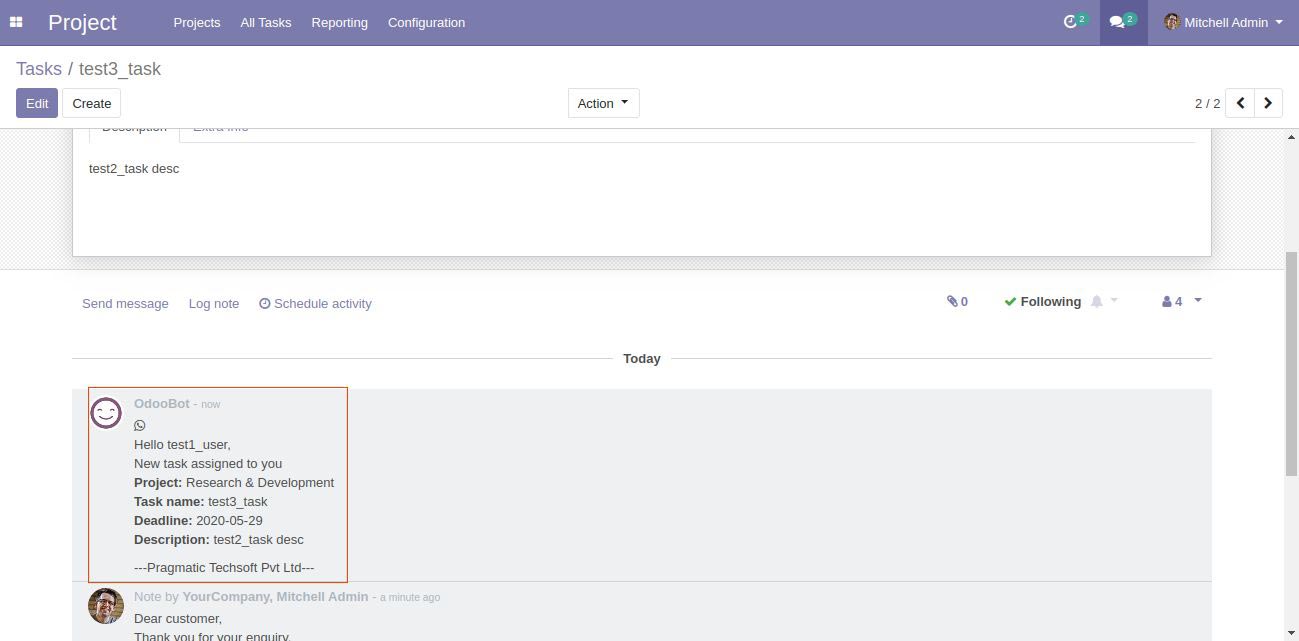 Project Projects All Tasks Reporting Configuration 2 2 Mitchell Admin
Tasks / test3_task
Edit Create Action 2 / 2
Description Extra Info
test2_task desc
Send message Log note Schedule activity 0 Following 4
Today
OdooBot - now
Hello test1_user,
New task assigned to you
Project: Research & Development
Task name: test3_task
Deadline: 2020-05-29
Description: test2_task desc
---Pragmatic Techsoft Pvt Ltd---
Note by YourCompany, Mitchell Admin - a minute ago
Dear customer,
Thank you for your enquiry.